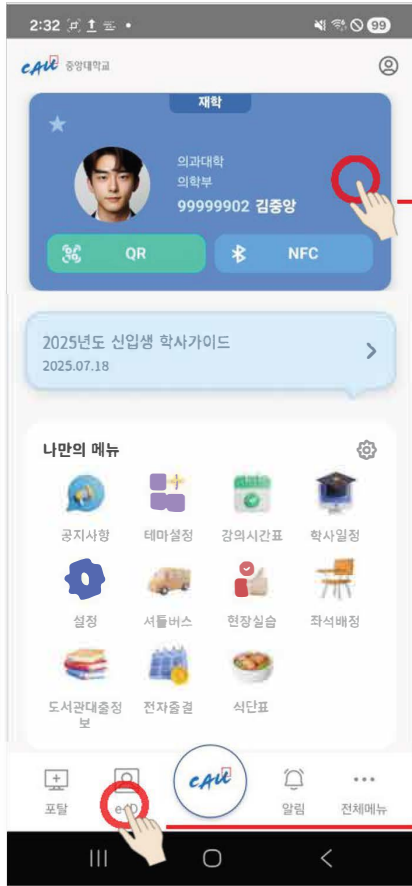 2:32 99
CAU 중앙대학교
재학
의과대학
의학부
99999902 김중앙
QR NFC
2025년도 신입생 학사가이드
2025.07.18
나만의 메뉴
공지사항 테마설정 강의시간표 학사일정
설정 셔틀버스 현장실습 좌석배정
도서관대출정 전자출결 식단표
보
CAU
포탈 알림 전체메뉴